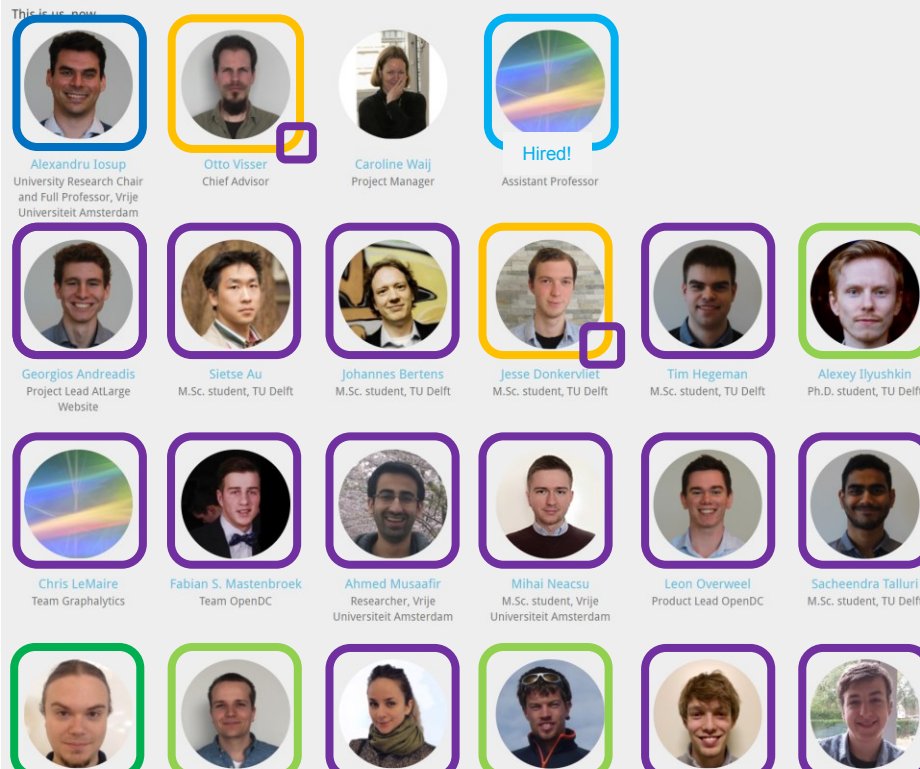 This is us, now
Hired!
Alexandru Iosup
Otto Visser
Caroline Waij
University Research Chair
Chief Advisor
Project Manager
Assistant Professor
and Full Professor, Vrije
Universiteit Amsterdam
Georgios Andreadis
Sietse Au
Johannes Bertens
Jesse Donkervliet
Tim Hegeman
Alexey Ilyushkin
Project Lead AtLarge
M.Sc. student, TU Delft
M.Sc. student, TU Delft
M.Sc. student, TU Delft
M.Sc. student, TU Delft
Ph.D. student, TU Delft
Website
Chris LeMaire
Fabian S. Mastenbroek
Ahmed Musaafir
Mihai Neacsu
Leon Overweel
Sacheendra Talluri
Team Graphalytics
Team OpenDC
Researcher, Vrije
M.Sc. student, Vrije
Product Lead OpenDC
M.Sc. student, TU Delft
Universiteit Amsterdam
Universiteit Amsterdam